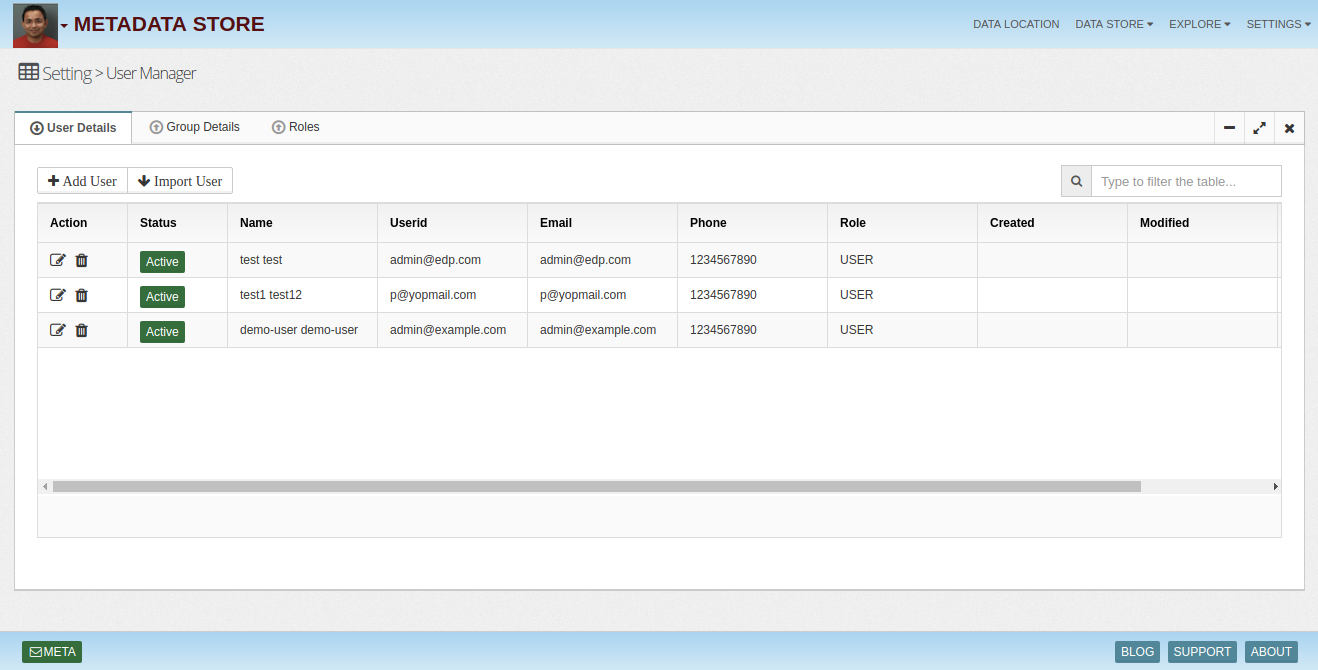 METADATA STORE DATA LOCATION DATA STORE EXPLORE SETTINGS
Setting > User Manager
User Details Group Details Roles
Add User Import User Type to filter the table...
Action Status Name Userid Email Phone Role Created Modified
Active test test admin@edp.com admin@edp.com 1234567890 USER
Active test1 test12 p@yopmail.com p@yopmail.com 1234567890 USER
Active demo-user demo-user admin@example.com admin@example.com 1234567890 USER
META BLOG SUPPORT ABOUT